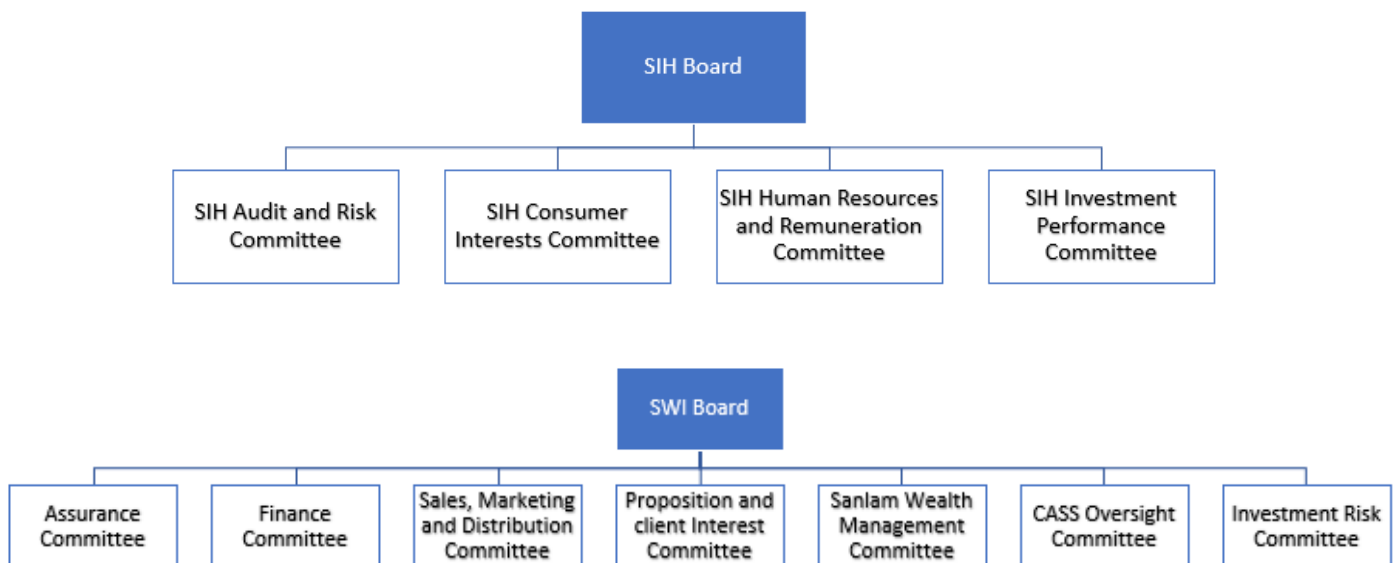 SIH Board
SIH Audit and Risk
Committee
SIH Consumer
Interests Committee
SIH Human Resources
and Remuneration
Committee
SIH Investment
Performance
Committee
SWI Board
Assurance
Committee
Finance
Committee
Sales, Marketing
and Distribution
Committee
Proposition and
client Interest
Committee
Sanlam Wealth
Management
Committee
CASS Oversight
Committee
Investment Risk
Committee